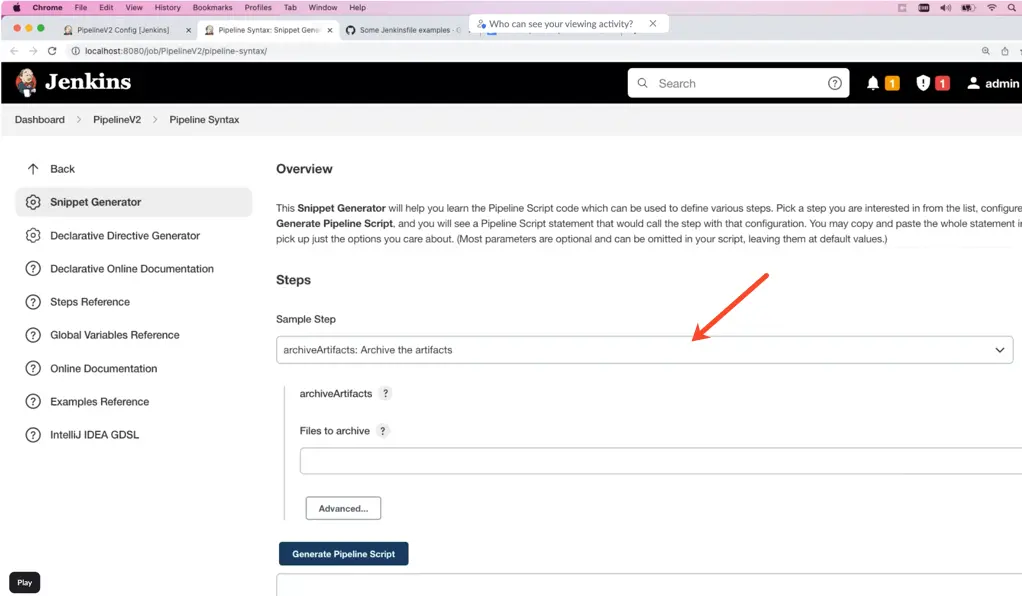 Chrome File Edit View History Bookmarks Profiles Tab Window Help
PipelineV2 Config [Jenkins]
Pipeline Syntax: Snippet Gene
Some Jenkinsfile examples
Who can see your viewing activity?
localhost:8080/job/PipelineV2/pipeline-syntax/
Jenkins
Search
1
1
admin
Dashboard
PipelineV2
Pipeline Syntax
Back
Snippet Generator
Declarative Directive Generator
Declarative Online Documentation
Steps Reference
Global Variables Reference
Online Documentation
Examples Reference
IntelliJ IDEA GDSL
Overview
This Snippet Generator will help you learn the Pipeline Script code which can be used to define various steps. Pick a step you are interested in from the list, configure
Generate Pipeline Script, and you will see a Pipeline Script statement that would call the step with that configuration. You may copy and paste the whole statement in
pick up just the options you care about. (Most parameters are optional and can be omitted in your script, leaving them at default values.)
Steps
Sample Step
archiveArtifacts: Archive the artifacts
archiveArtifacts ?
Files to archive ?
Advanced...
Generate Pipeline Script
Play